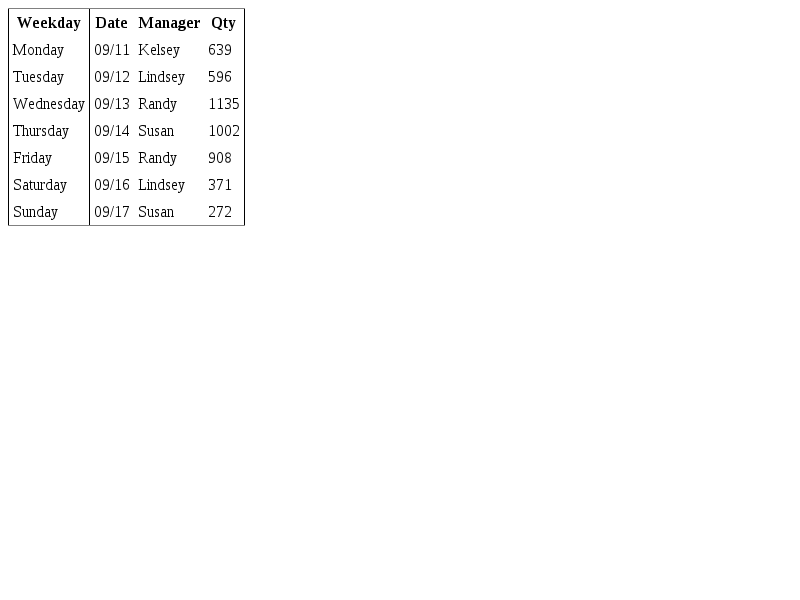 Weekday Date Manager Qty
Monday 09/11 Kelsey 639
Tuesday 09/12 Lindsey 596
Wednesday 09/13 Randy 1135
Thursday 09/14 Susan 1002
Friday 09/15 Randy 908
Saturday 09/16 Lindsey 371
Sunday 09/17 Susan 272